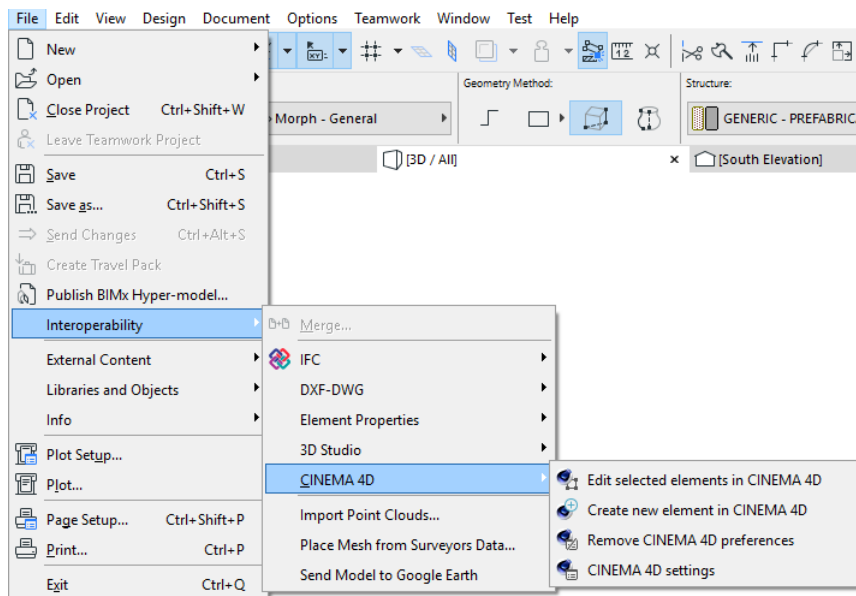 File Edit View Design Document Options Teamwork Window Test Help
New
Open
Close Project Ctrl+Shift+W
Leave Teamwork Project
Save Ctrl+S
Save as... Ctrl+Shift+S
Send Changes Ctrl+Alt+S
Create Travel Pack
Publish BIMx Hyper-model...
Interoperability
External Content
Libraries and Objects
Info
Plot Setup...
Plot...
Page Setup... Ctrl+Shift+P
Print... Ctrl+P
Exit Ctrl+Q
XY:
12
Geometry Method:
Structure:
Morph - General
GENERIC - PREFABRIC
[3D / All]
[South Elevation]
Merge...
IFC
DXF-DWG
Element Properties
3D Studio
CINEMA 4D
Import Point Clouds...
Place Mesh from Surveyors Data...
Send Model to Google Earth
Edit selected elements in CINEMA 4D
Create new element in CINEMA 4D
Remove CINEMA 4D preferences
CINEMA 4D settings